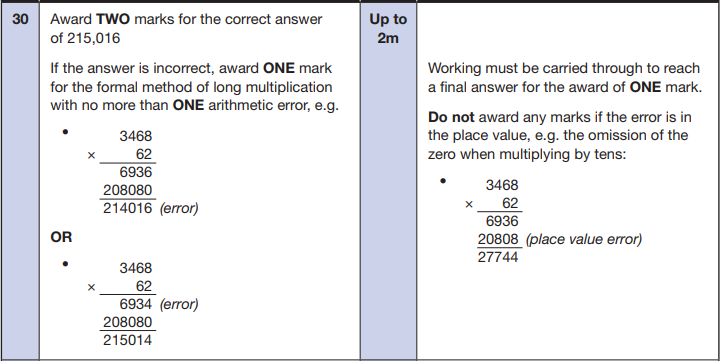 30
Award TWO marks for the correct answer
of 215,016
If the answer is incorrect, award ONE mark
for the formal method of long multiplication
with no more than ONE arithmetic error, e.g.
• 3468
× 62
6936
208080
214016 (error)
OR
• 3468
× 62
6934 (error)
208080
215014
Up to
2m
Working must be carried through to reach
a final answer for the award of ONE mark.
Do not award any marks if the error is in
the place value, e.g. the omission of the
zero when multiplying by tens:
• 3468
× 62
6936
20808 (place value error)
27744